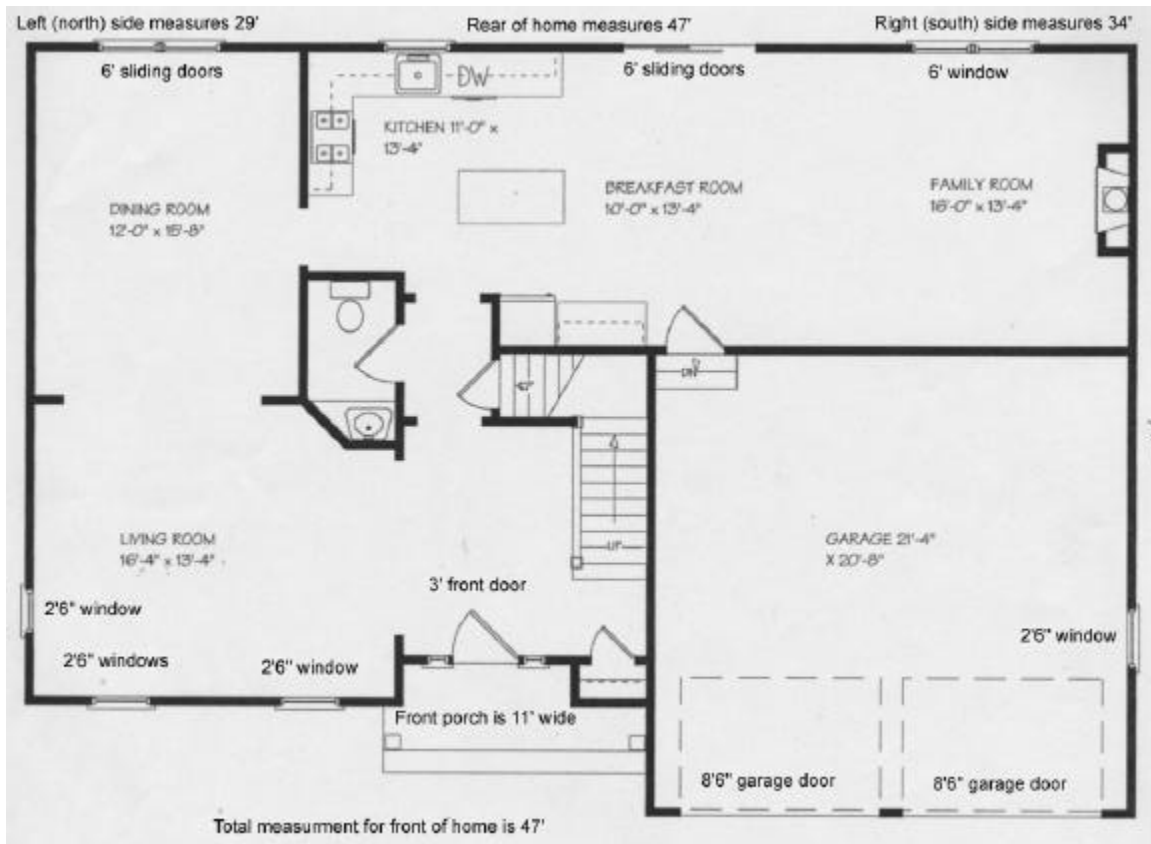 Left (north) side measures 29'
Rear of home measures 47'
Right (south) side measures 34'
6' sliding doors
DW
6' sliding doors
6' window
KITCHEN 11'-0" x
13'-4"
DINING ROOM
12'-0" x 15'-8"
BREAKFAST ROOM
10'-0" x 13'-4"
FAMILY ROOM
16'-0" x 13'-4"
DN
LIVING ROOM
16'-4" x 13'-4"
GARAGE 21'-4"
X 20'-8"
UP
3' front door
2'6" window
2'6" window
2'6" windows
2'6" window
Front porch is 11' wide
8'6" garage door
8'6" garage door
Total measurment for front of home is 47'